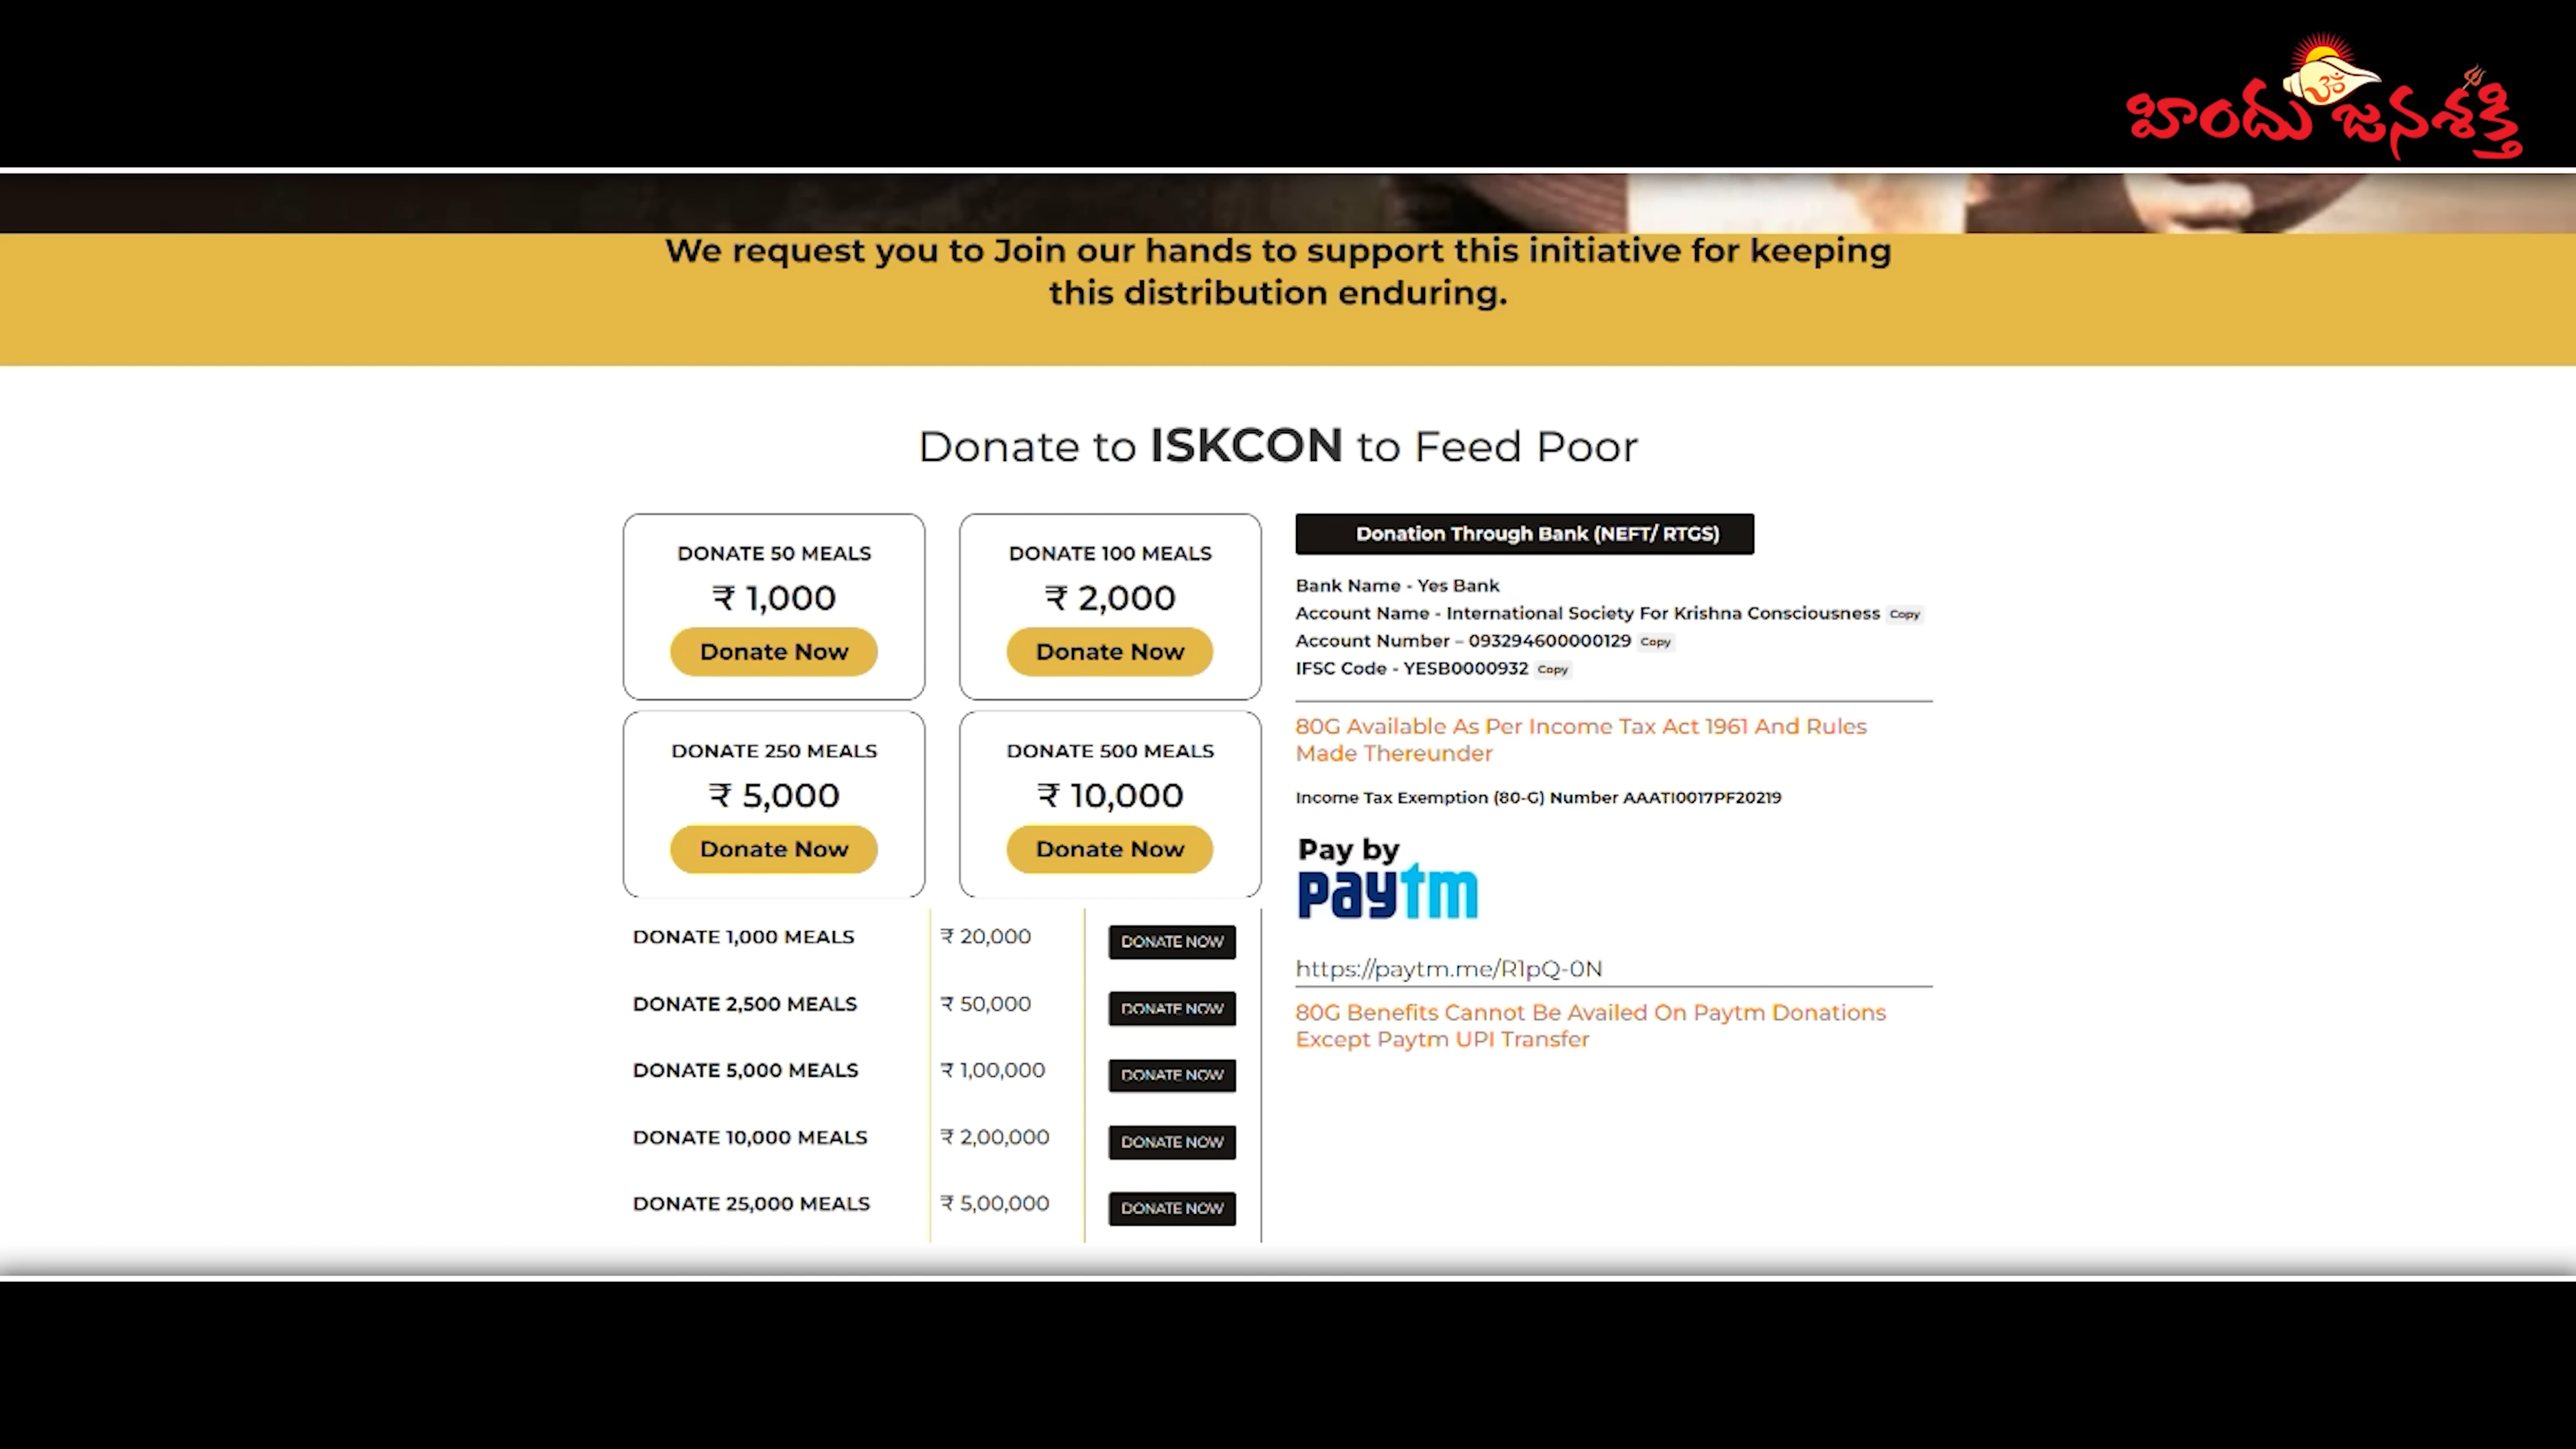 హిందు జనశక్తి
We request you to Join our hands to support this initiative for keeping
this distribution enduring.
Donate to ISKCON to Feed Poor
DONATE 50 MEALS
₹ 1,000
Donate Now
DONATE 100 MEALS
₹ 2,000
Donate Now
DONATE 250 MEALS
₹ 5,000
Donate Now
DONATE 500 MEALS
₹ 10,000
Donate Now
DONATE 1,000 MEALS ₹ 20,000 DONATE NOW
DONATE 2,500 MEALS ₹ 50,000 DONATE NOW
DONATE 5,000 MEALS ₹ 1,00,000 DONATE NOW
DONATE 10,000 MEALS ₹ 2,00,000 DONATE NOW
DONATE 25,000 MEALS ₹ 5,00,000 DONATE NOW
Donation Through Bank (NEFT/ RTGS)
Bank Name - Yes Bank
Account Name - International Society For Krishna Consciousness Copy
Account Number – 093294600000129 Copy
IFSC Code - YESB0000932 Copy
80G Available As Per Income Tax Act 1961 And Rules
Made Thereunder
Income Tax Exemption (80-G) Number AAATI0017PF20219
Pay by
paytm
https://paytm.me/R1pQ-0N
80G Benefits Cannot Be Availed On Paytm Donations
Except Paytm UPI Transfer